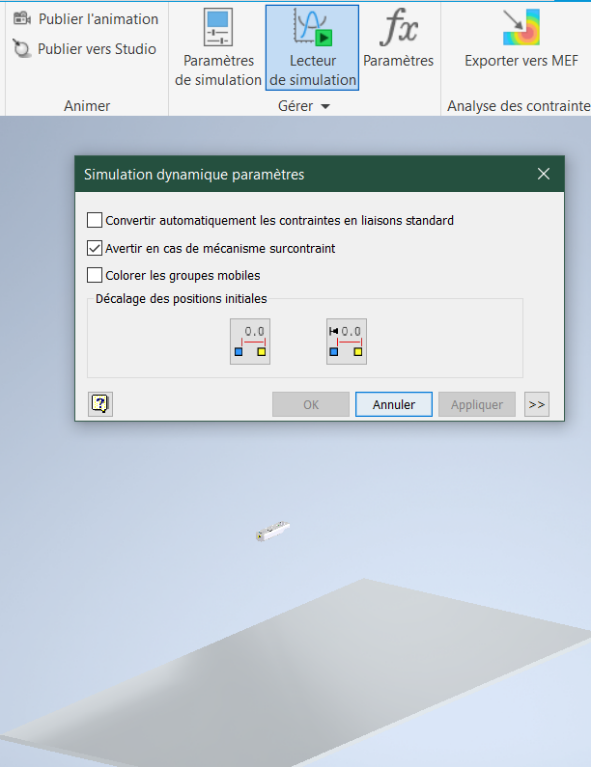 Publier l'animation
Publier vers Studio
Animer
Paramètres
de simulation
Lecteur
de simulation
fx
Paramètres
Gérer
Exporter vers MEF
Analyse des contrainte
Simulation dynamique paramètres
Convertir automatiquement les contraintes en liaisons standard
Avertir en cas de mécanisme surcontraint
Colorer les groupes mobiles
Décalage des positions initiales
0.0
0.0
?
OK
Annuler
Appliquer
>>